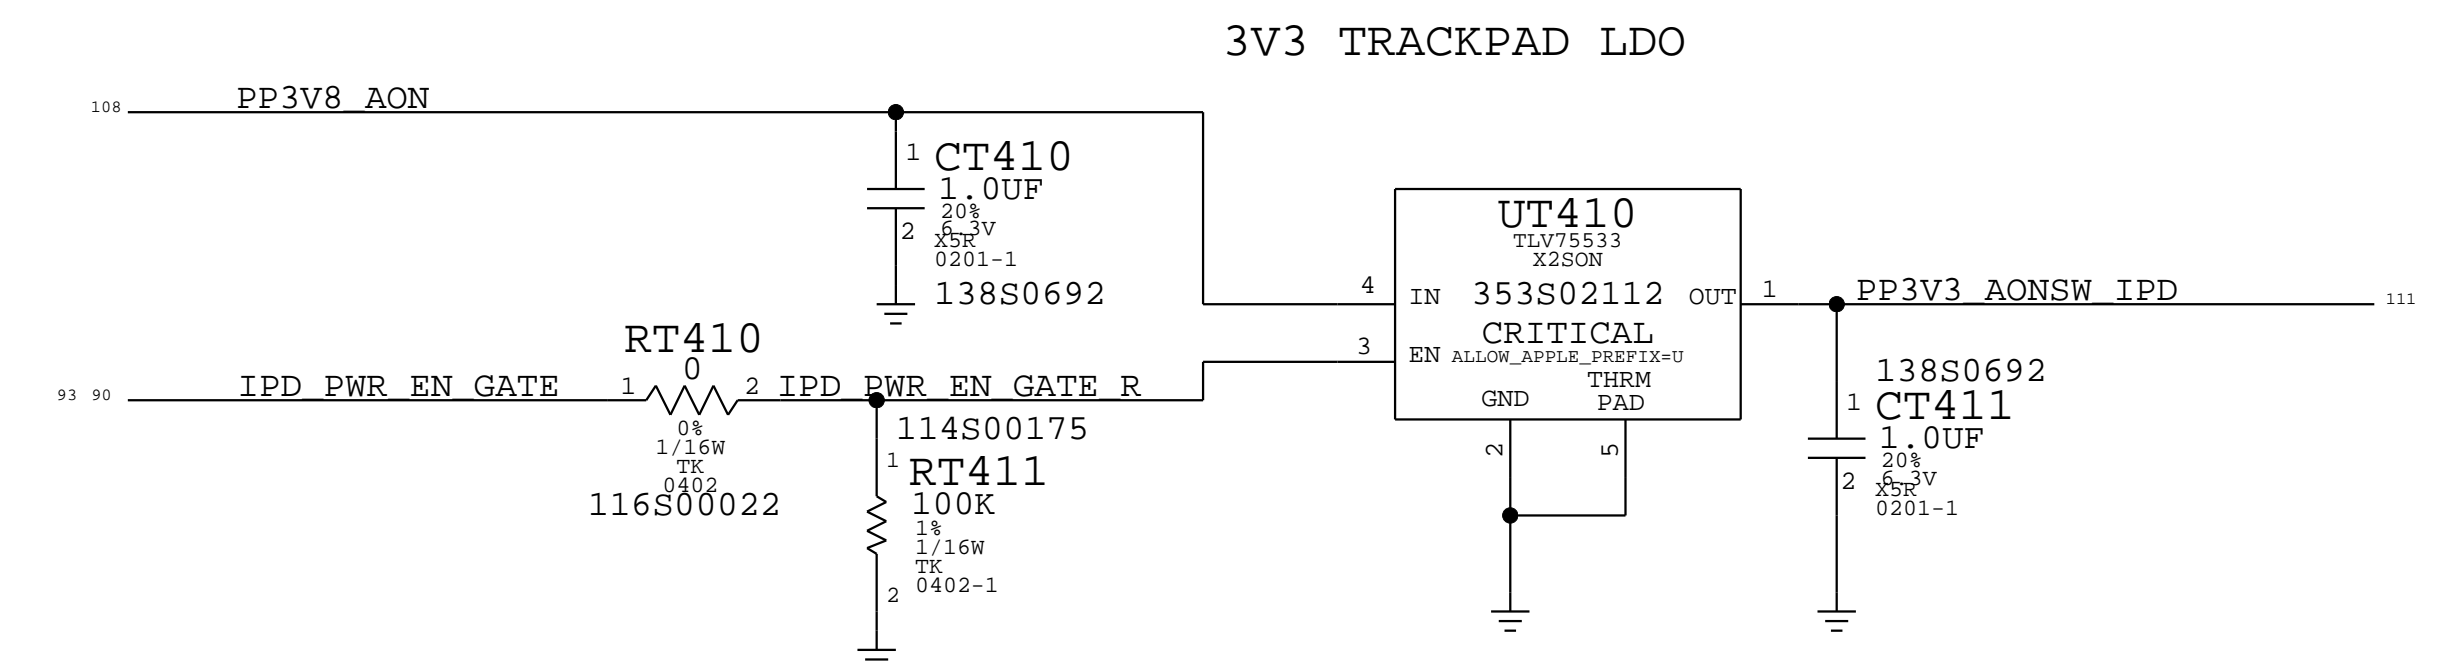 3V3 TRACKPAD LDO
108
PP3V8_AON
1
CT410
1.0UF
20%
6.3V
X5R
2
0201-1
138S0692
RT410
0
93 90
IPD_PWR_EN_GATE
1
2
IPD_PWR_EN_GATE_R
0%
1/16W
TK
0402
116S00022
114S00175
1
RT411
100K
1%
1/16W
TK
0402-1
2
UT410
TLV75533
X2SON
4
IN
353S02112
OUT
1
CRITICAL
3
EN
ALLOW_APPLE_PREFIX=U
THRM
PAD
GND
2
5
PP3V3_AONSW_IPD
111
138S0692
1
CT411
1.0UF
20%
6.3V
X5R
2
0201-1